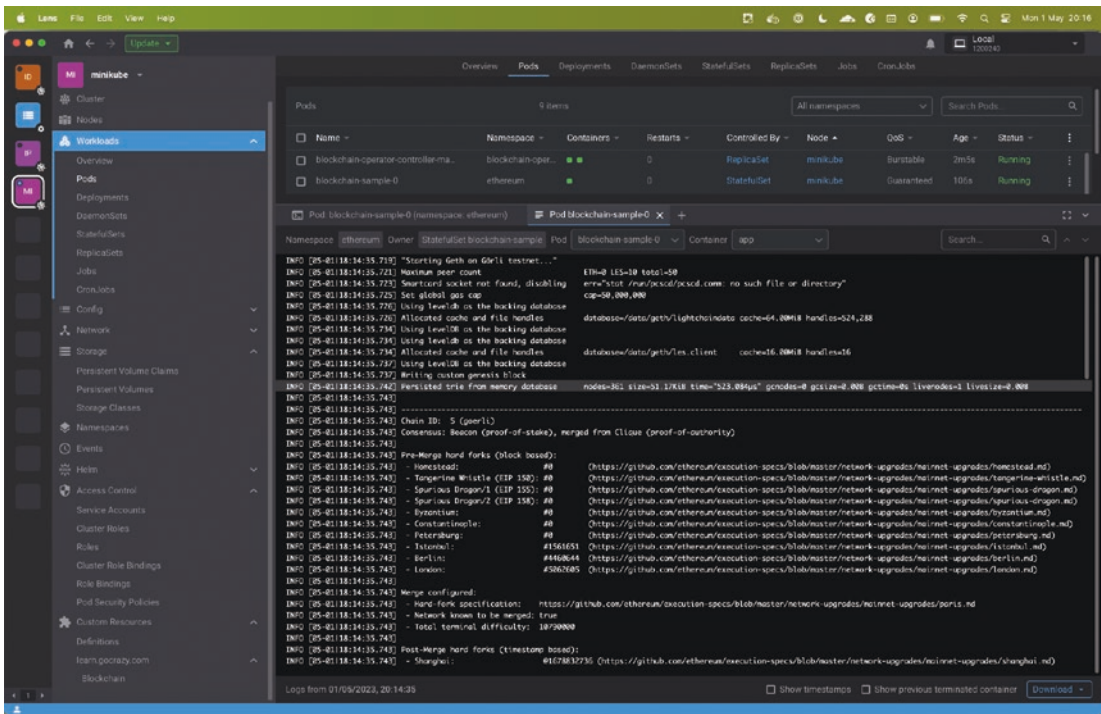 Lens File Edit View Help
Mon 1 May 20:16
Update
Local
1200240
ID
MI
minikube
Overview Pods Deployments DaemonSets StatefulSets ReplicaSets Jobs CronJobs
Cluster
Nodes
Workloads
Overview
Pods
Deployments
DaemonSets
StatefulSets
ReplicaSets
Jobs
CronJobs
Config
Network
Storage
Persistent Volume Claims
Persistent Volumes
Storage Classes
Namespaces
Events
Helm
Access Control
Service Accounts
Cluster Roles
Roles
Cluster Role Bindings
Role Bindings
Pod Security Policies
Custom Resources
Definitions
learn.gocrazy.com
Blockchain
IP
MI
1
Pods 9 items All namespaces Search Pods...
Name Namespace Containers Restarts Controlled By Node QoS Age Status
blockchain-operator-controller-ma... blockchain-oper... 0 ReplicaSet minikube Burstable 2m5s Running
blockchain-sample-0 ethereum 0 StatefulSet minikube Guaranteed 106s Running
Pod blockchain-sample-0 (namespace: ethereum) Pod blockchain-sample-0 × +
Namespace ethereum Owner StatefulSet blockchain-sample Pod blockchain-sample-0 Container app Search...
INFO [05-01|18:14:35.719] "Starting Geth on Görli testnet..."
INFO [05-01|18:14:35.721] Maximum peer count ETH=0 LES=10 total=50
INFO [05-01|18:14:35.723] Smartcard socket not found, disabling err="stat /run/pcscd/pcscd.comm: no such file or directory"
INFO [05-01|18:14:35.725] Set global gas cap cap=50,000,000
INFO [05-01|18:14:35.726] Using leveldb as the backing database
INFO [05-01|18:14:35.726] Allocated cache and file handles database=/data/geth/lightchaindata cache=64.00MiB handles=524,288
INFO [05-01|18:14:35.734] Using LevelDB as the backing database
INFO [05-01|18:14:35.734] Using leveldb as the backing database
INFO [05-01|18:14:35.734] Allocated cache and file handles database=/data/geth/les.client cache=16.00MiB handles=16
INFO [05-01|18:14:35.737] Using LevelDB as the backing database
INFO [05-01|18:14:35.737] Writing custom genesis block
INFO [05-01|18:14:35.742] Persisted trie from memory database nodes=361 size=51.17KiB time="523.084µs" gcnodes=0 gcsize=0.00B gctime=0s livenodes=1 livesize=0.00B
INFO [05-01|18:14:35.743]
INFO [05-01|18:14:35.743] ---------------------------------------------------------------------------------------------------------------------------------------------------------
INFO [05-01|18:14:35.743] Chain ID: 5 (goerli)
INFO [05-01|18:14:35.743] Consensus: Beacon (proof-of-stake), merged from Clique (proof-of-authority)
INFO [05-01|18:14:35.743]
INFO [05-01|18:14:35.743] Pre-Merge hard forks (block based):
INFO [05-01|18:14:35.743] - Homestead: #0 (https://github.com/ethereum/execution-specs/blob/master/network-upgrades/mainnet-upgrades/homestead.md)
INFO [05-01|18:14:35.743] - Tangerine Whistle (EIP 150): #0 (https://github.com/ethereum/execution-specs/blob/master/network-upgrades/mainnet-upgrades/tangerine-whistle.md)
INFO [05-01|18:14:35.743] - Spurious Dragon/1 (EIP 155): #0 (https://github.com/ethereum/execution-specs/blob/master/network-upgrades/mainnet-upgrades/spurious-dragon.md)
INFO [05-01|18:14:35.743] - Spurious Dragon/2 (EIP 158): #0 (https://github.com/ethereum/execution-specs/blob/master/network-upgrades/mainnet-upgrades/spurious-dragon.md)
INFO [05-01|18:14:35.743] - Byzantium: #0 (https://github.com/ethereum/execution-specs/blob/master/network-upgrades/mainnet-upgrades/byzantium.md)
INFO [05-01|18:14:35.743] - Constantinople: #0 (https://github.com/ethereum/execution-specs/blob/master/network-upgrades/mainnet-upgrades/constantinople.md)
INFO [05-01|18:14:35.743] - Petersburg: #0 (https://github.com/ethereum/execution-specs/blob/master/network-upgrades/mainnet-upgrades/petersburg.md)
INFO [05-01|18:14:35.743] - Istanbul: #1561651 (https://github.com/ethereum/execution-specs/blob/master/network-upgrades/mainnet-upgrades/istanbul.md)
INFO [05-01|18:14:35.743] - Berlin: #4460644 (https://github.com/ethereum/execution-specs/blob/master/network-upgrades/mainnet-upgrades/berlin.md)
INFO [05-01|18:14:35.743] - London: #5062605 (https://github.com/ethereum/execution-specs/blob/master/network-upgrades/mainnet-upgrades/london.md)
INFO [05-01|18:14:35.743]
INFO [05-01|18:14:35.743] Merge configured:
INFO [05-01|18:14:35.743] - Hard-fork specification: https://github.com/ethereum/execution-specs/blob/master/network-upgrades/mainnet-upgrades/paris.md
INFO [05-01|18:14:35.743] - Network known to be merged: true
INFO [05-01|18:14:35.743] - Total terminal difficulty: 10790000
INFO [05-01|18:14:35.743]
INFO [05-01|18:14:35.743] Post-Merge hard forks (timestamp based):
INFO [05-01|18:14:35.743] - Shanghai: @1678832736 (https://github.com/ethereum/execution-specs/blob/master/network-upgrades/mainnet-upgrades/shanghai.md)
Logs from 01/05/2023, 20:14:35 Show timestamps Show previous terminated container Download